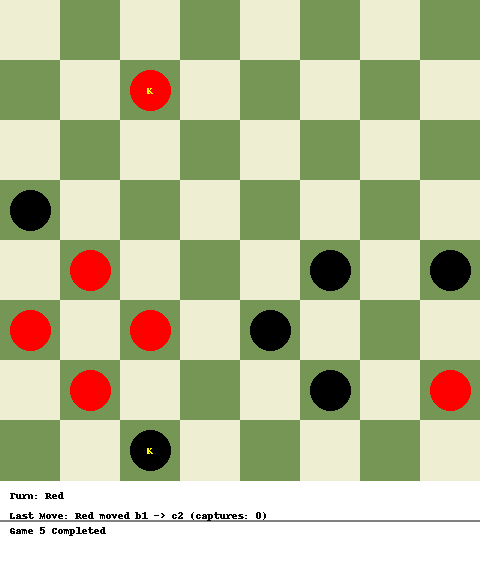 K
K
Turn: Red
Last Move: Red moved b1 -> c2 (captures: 0)
Game 5 Completed